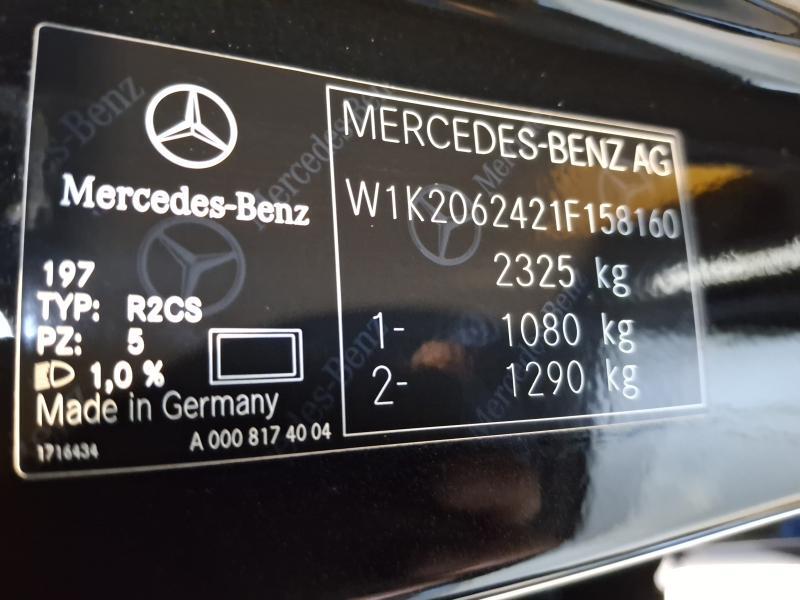 Mercedes-Benz
197
TYP: R2CS
PZ: 5
1,0 %
Made in Germany
1716434
A 000 817 40 04
MERCEDES-BENZ AG
W1K2062421F158160
2325 kg
1- 1080 kg
2- 1290 kg